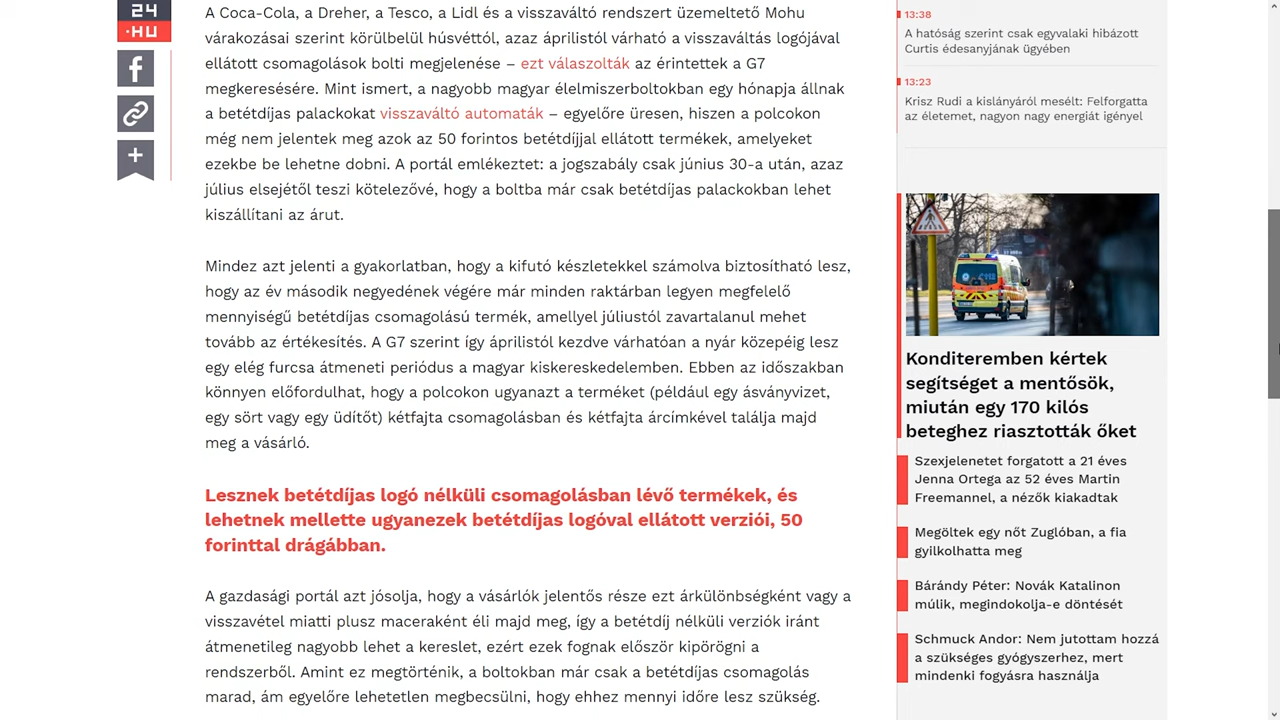 24
.HU
A Coca-Cola, a Dreher, a Tesco, a Lidl és a visszaváltó rendszert üzemeltető Mohu
várakozásai szerint körülbelül húsvéttól, azaz áprilistól várható a visszaváltás logójával
ellátott csomagolások bolti megjelenése – ezt válaszolták az érintettek a G7
megkeresésére. Mint ismert, a nagyobb magyar élelmiszerboltokban egy hónapja állnak
a betétdíjas palackokat visszaváltó automaták – egyelőre üresen, hiszen a polcokon
még nem jelentek meg azok az 50 forintos betétdíjjal ellátott termékek, amelyeket
ezekbe be lehetne dobni. A portál emlékeztet: a jogszabály csak június 30-a után, azaz
július elsejétől teszi kötelezővé, hogy a boltba már csak betétdíjas palackokban lehet
kiszállítani az árut.
Mindez azt jelenti a gyakorlatban, hogy a kifutó készletekkel számolva biztosítható lesz,
hogy az év második negyedének végére már minden raktárban legyen megfelelő
mennyiségű betétdíjas csomagolású termék, amellyel júliustól zavartalanul mehet
tovább az értékesítés. A G7 szerint így áprilistól kezdve várhatóan a nyár közepéig lesz
egy elég furcsa átmeneti periódus a magyar kiskereskedelemben. Ebben az időszakban
könnyen előfordulhat, hogy a polcokon ugyanazt a terméket (például egy ásványvizet,
egy sört vagy egy üdítőt) kétfajta csomagolásban és kétfajta árcímkével találja majd
meg a vásárló.
Lesznek betétdíjas logó nélküli csomagolásban lévő termékek, és
lehetnek mellette ugyanezek betétdíjas logóval ellátott verziói, 50
forinttal drágábban.
A gazdasági portál azt jósolja, hogy a vásárlók jelentős része ezt árkülönbségként vagy a
visszavétel miatti plusz maceraként éli majd meg, így a betétdíj nélküli verziók iránt
átmenetileg nagyobb lehet a kereslet, ezért ezek fognak először kipörögni a
rendszerből. Amint ez megtörténik, a boltokban már csak a betétdíjas csomagolás
marad, ám egyelőre lehetetlen megbecsülni, hogy ehhez mennyi időre lesz szükség.
13:38
A hatóság szerint csak egyvalaki hibázott
Curtis édesanyjának ügyében
13:23
Krisz Rudi a kislányáról mesélt: Felforgatta
az életemet, nagyon nagy energiát igényel
Konditeremben kértek
segítséget a mentősök,
miután egy 170 kilós
beteghez riasztották őket
Szexjelenetet forgatott a 21 éves
Jenna Ortega az 52 éves Martin
Freemannel, a nézők kiakadtak
Megöltek egy nőt Zuglóban, a fia
gyilkolhatta meg
Bárándy Péter: Novák Katalinon
múlik, megindokolja-e döntését
Schmuck Andor: Nem jutottam hozzá
a szükséges gyógyszerhez, mert
mindenki fogyásra használja